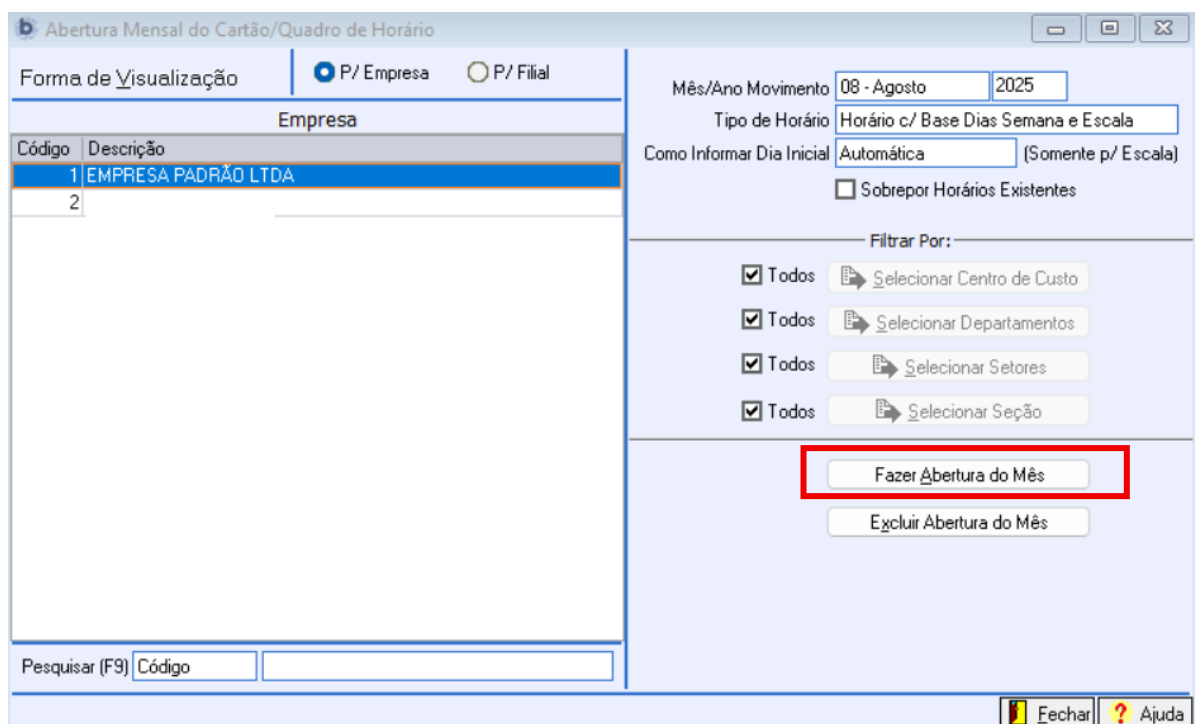 Abertura Mensal do Cartão/Quadro de Horário
Forma de Visualização
P/ Empresa
P/ Filial
Empresa
Código Descrição
1 EMPRESA PADRÃO LTDA
2
Pesquisar (F9) Código
Mês/Ano Movimento 08 - Agosto 2025
Tipo de Horário Horário c/ Base Dias Semana e Escala
Como Informar Dia Inicial Automática (Somente p/ Escala)
Sobrepor Horários Existentes
Filtrar Por:
Todos Selecionar Centro de Custo
Todos Selecionar Departamentos
Todos Selecionar Setores
Todos Selecionar Seção
Fazer Abertura do Mês
Excluir Abertura do Mês
Fechar ? Ajuda